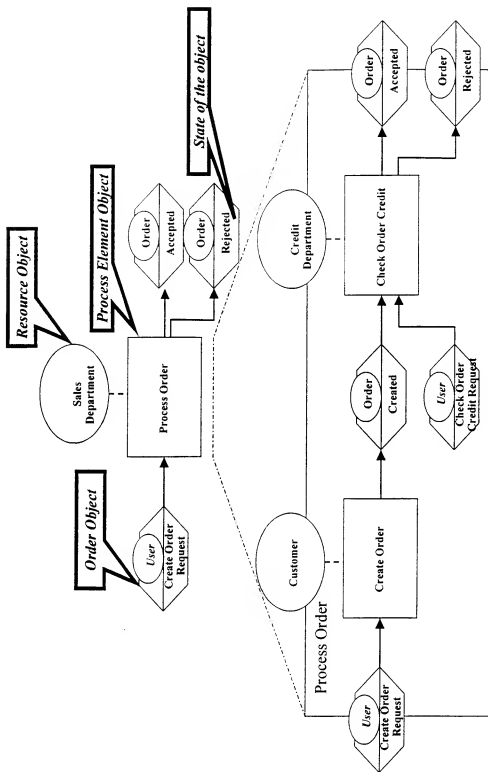 Resource Object
Process Element Object
State of the object
Order Object
Sales
Department
User
Create Order
Request
Process Order
Order
Accepted
Order
Rejected
Process Order
Customer
Credit
Department
User
Create Order
Request
Create Order
Order
Created
User
Check Order
Credit Request
Check Order Credit
Order
Accepted
Order
Rejected